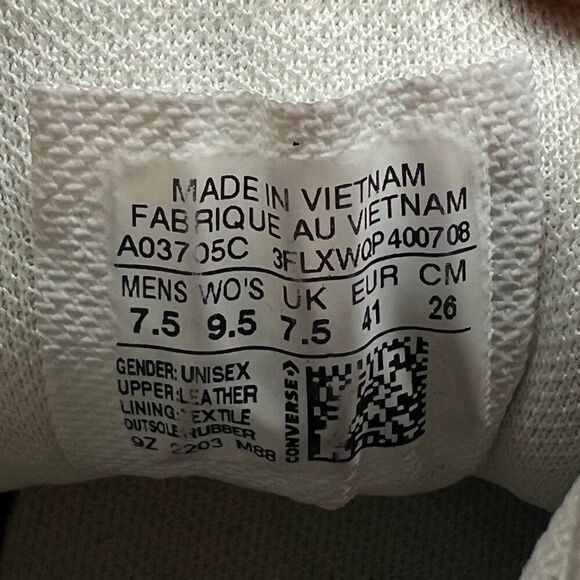 MADE IN VIETNAM
FABRIQUE AU VIETNAM
A03705C 3FLXWQP400708
MENS WO'S UK EUR CM
7.5 9.5 7.5 41 26
GENDER: UNISEX
UPPER: LEATHER
LINING: TEXTILE
OUTSOLE: RUBBER
9Z 2203 M88
CONVERSE